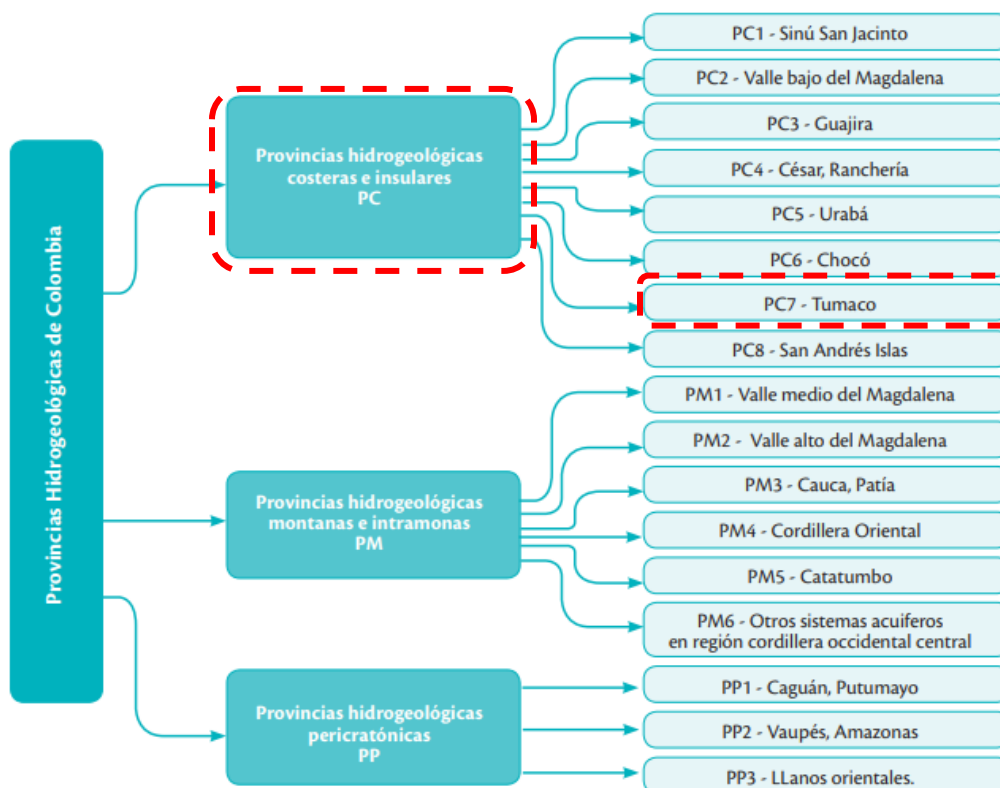 Provincias Hidrogeológicas de Colombia
Provincias hidrogeológicas
costeras e insulares
PC
PC1 - Sinú San Jacinto
PC2 - Valle bajo del Magdalena
PC3 - Guajira
PC4 - César, Ranchería
PC5 - Urabá
PC6 - Chocó
PC7 - Tumaco
PC8 - San Andrés Islas
Provincias hidrogeológicas
montanas e intramonas
PM
PM1 - Valle medio del Magdalena
PM2 - Valle alto del Magdalena
PM3 - Cauca, Patía
PM4 - Cordillera Oriental
PM5 - Catatumbo
PM6 - Otros sistemas acuiferos
en región cordillera occidental central
Provincias hidrogeológicas
pericratónicas
PP
PP1 - Caguán, Putumayo
PP2 - Vaupés, Amazonas
PP3 - LLanos orientales.